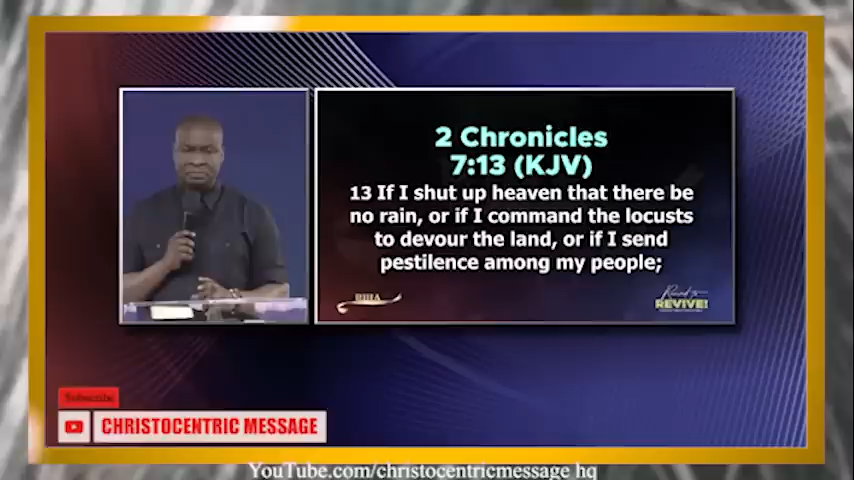 2 Chronicles
7:13 (KJV)
13 If I shut up heaven that there be
no rain, or if I command the locusts
to devour the land, or if I send
pestilence among my people;
REVIVE!
Subscribe
CHRISTOCENTRIC MESSAGE
YouTube.com/christocentricmessage hq